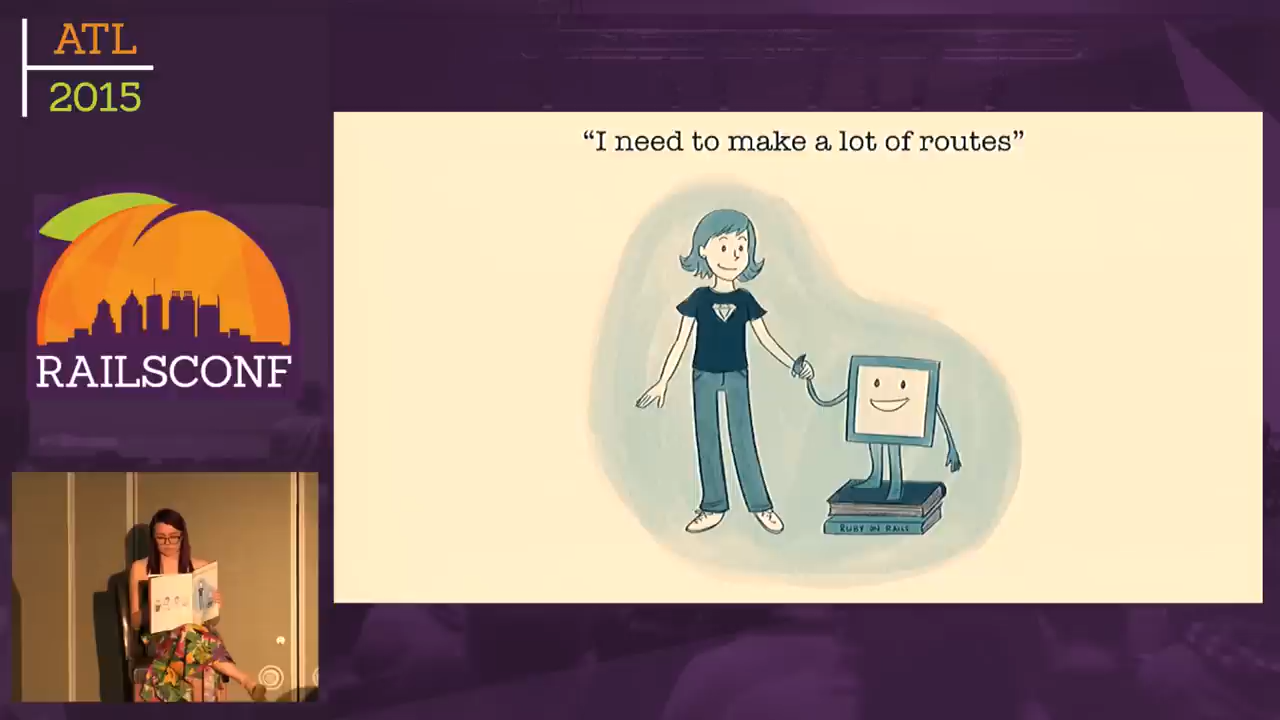 ATL
2015
RAILSCONF
“I need to make a lot of routes”
RUBY ON RAILS